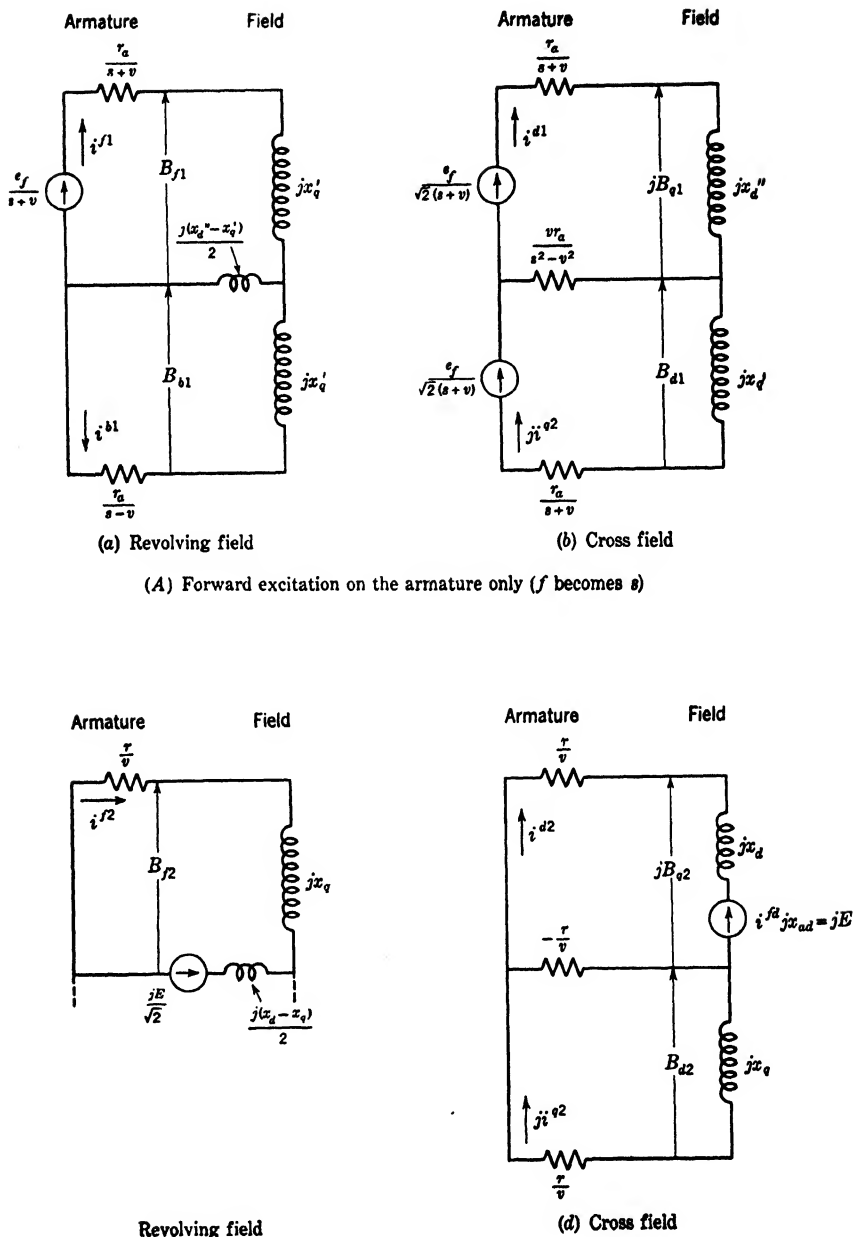 Armature Field
r_a / s+v
i^{f1}
B_{f1}
e_f / s+v
jx_q'
j(x_d''−x_q') / 2
B_{b1}
jx_q'
i^{b1}
r_a / s−v
(a) Revolving field
Armature Field
r_a / s+v
i^{d1}
e_f / √2(s+v)
jB_{q1}
jx_d''
vr_a / s²−v²
e_f / √2(s+v)
B_{d1}
jx_q'
ji^{q2}
r_a / s+v
(b) Cross field
(A) Forward excitation on the armature only (f becomes s)
Armature Field
r / v
i^{f2}
B_{f2}
jx_q
jE / √2
j(x_d−x_q) / 2
Revolving field
Armature Field
r / v
i^{d2}
jB_{q2}
jx_d
i^{fd}jx_{ad}=jE
−r / v
B_{d2}
jx_q
ji^{q2}
r / v
(d) Cross field